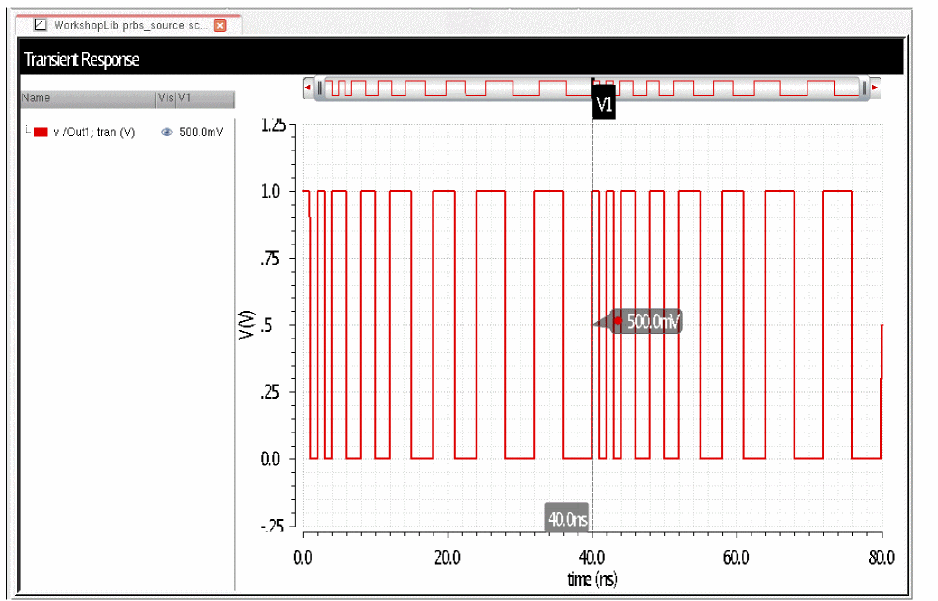 WorkshopLib prbs_source sc...
Transient Response
Name Vis V1
v /Out1; tran (V) 500.0mV
V1
1.25
1.0
.75
.5
.25
0.0
-.25
V (V)
500.0mV
40.0ns
0.0 20.0 40.0 60.0 80.0
time (ns)